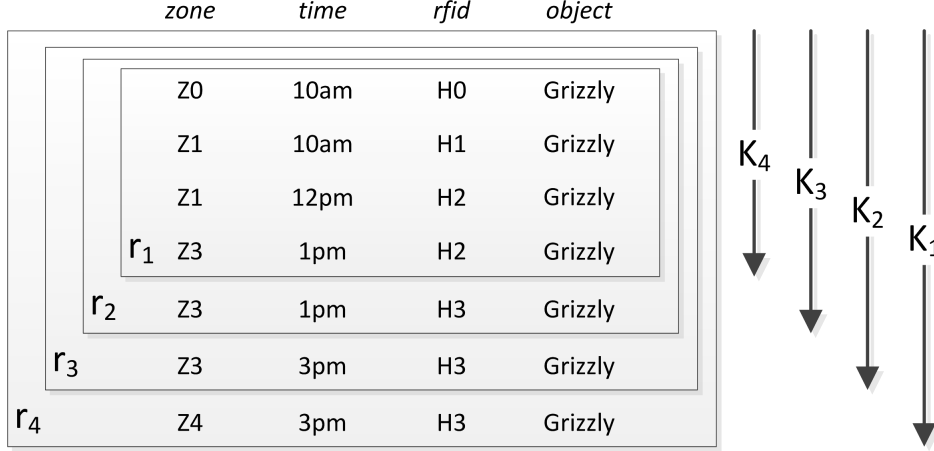 zone time rfid object
Z0 10am H0 Grizzly
Z1 10am H1 Grizzly
K₄
Z1 12pm H2 Grizzly
K₃
K₂
r₁ Z3 1pm H2 Grizzly
K₁
r₂ Z3 1pm H3 Grizzly
r₃ Z3 3pm H3 Grizzly
r₄ Z4 3pm H3 Grizzly